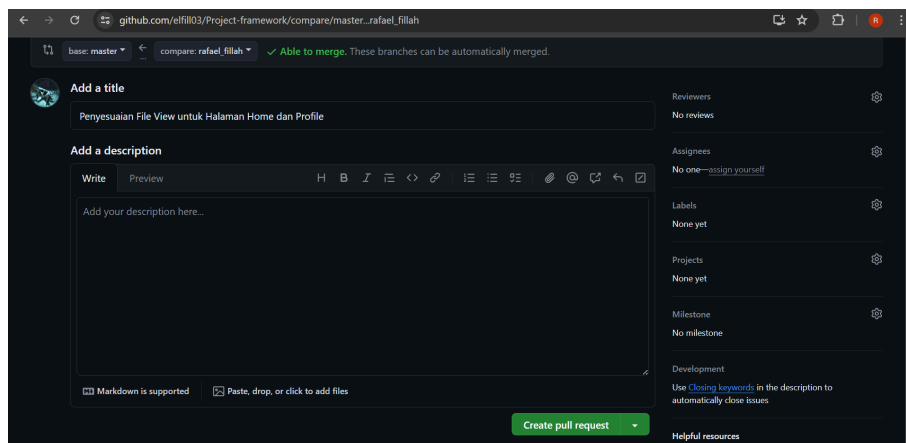 github.com/elfill03/Project-framework/compare/master...rafael_fillah
R
base: master
compare: rafael_fillah
Able to merge. These branches can be automatically merged.
Add a title
Penyesuaian File View untuk Halaman Home dan Profile
Add a description
Write
Preview
H B I
Add your description here...
Markdown is supported
Paste, drop, or click to add files
Create pull request
Reviewers
No reviews
Assignees
No one—assign yourself
Labels
None yet
Projects
None yet
Milestone
No milestone
Development
Use Closing keywords in the description to
automatically close issues
Helpful resources